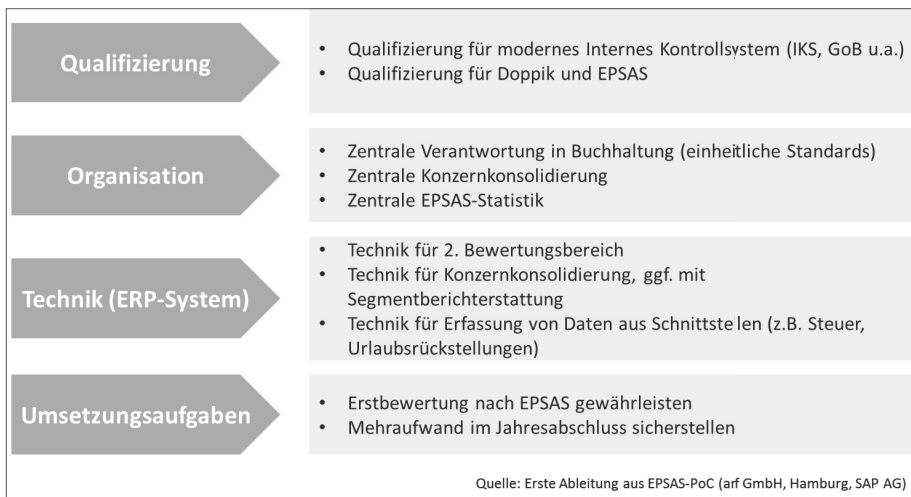 Qualifizierung
• Qualifizierung für modernes Internes Kontrollsystem (IKS, GoB u.a.)
• Qualifizierung für Doppik und EPSAS
Organisation
• Zentrale Verantwortung in Buchhaltung (einheitliche Standards)
• Zentrale Konzernkonsolidierung
• Zentrale EPSAS-Statistik
Technik (ERP-System)
• Technik für 2. Bewertungsbereich
• Technik für Konzernkonsolidierung, ggf. mit
Segmentberichterstattung
• Technik für Erfassung von Daten aus Schnittste len (z.B. Steuer,
Urlaubsrückstellungen)
Umsetzungsaufgaben
• Erstbewertung nach EPSAS gewährleisten
• Mehraufwand im Jahresabschluss sicherstellen
Quelle: Erste Ableitung aus EPSAS-PoC (arf GmbH, Hamburg, SAP AG)